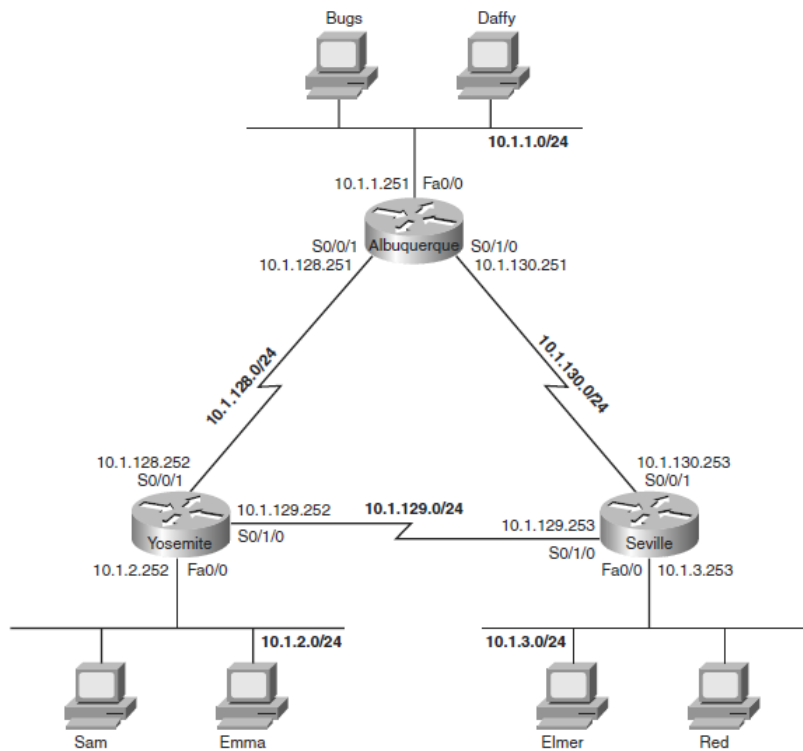 Bugs Daffy
10.1.1.0/24
10.1.1.251 Fa0/0
S0/0/1 Albuquerque S0/1/0
10.1.128.251 10.1.130.251
10.1.128.0/24 10.1.130.0/24
10.1.128.252 10.1.130.253
S0/0/1 S0/0/1
10.1.129.252 10.1.129.0/24 10.1.129.253
Yosemite S0/1/0 S0/1/0 Seville
10.1.2.252 Fa0/0 Fa0/0 10.1.3.253
10.1.2.0/24 10.1.3.0/24
Sam Emma Elmer Red